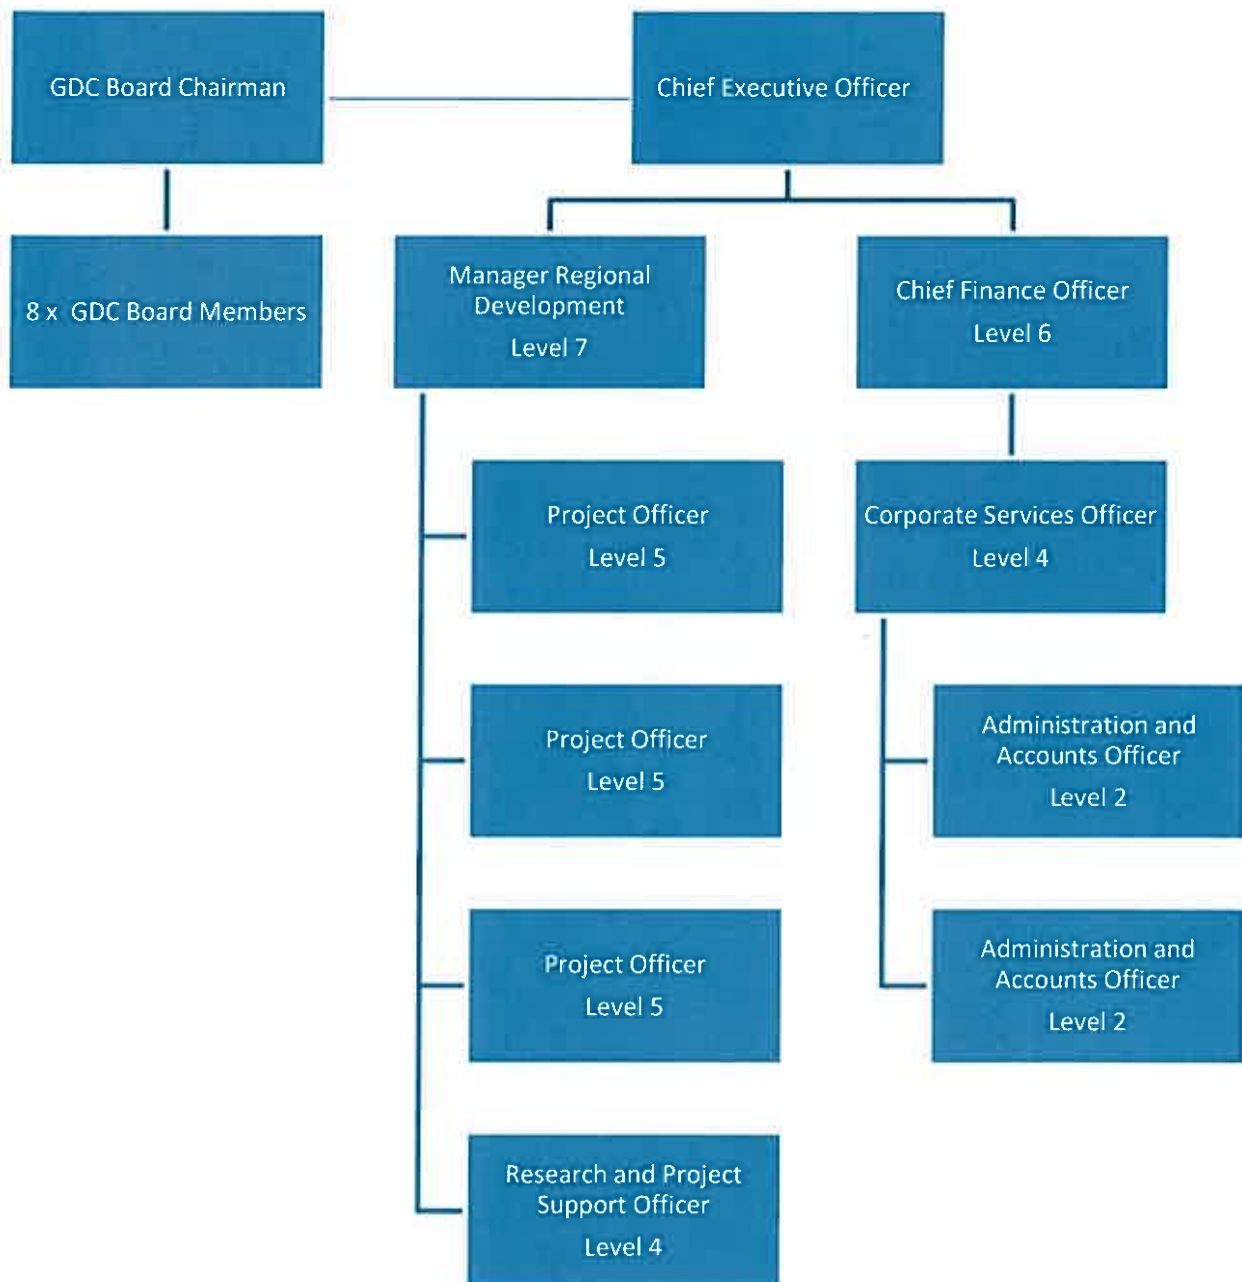 GDC Board Chairman
Chief Executive Officer
8 x GDC Board Members
Manager Regional
Development
Level 7
Chief Finance Officer
Level 6
Project Officer
Level 5
Corporate Services Officer
Level 4
Project Officer
Level 5
Administration and
Accounts Officer
Level 2
Project Officer
Level 5
Administration and
Accounts Officer
Level 2
Research and Project
Support Officer
Level 4